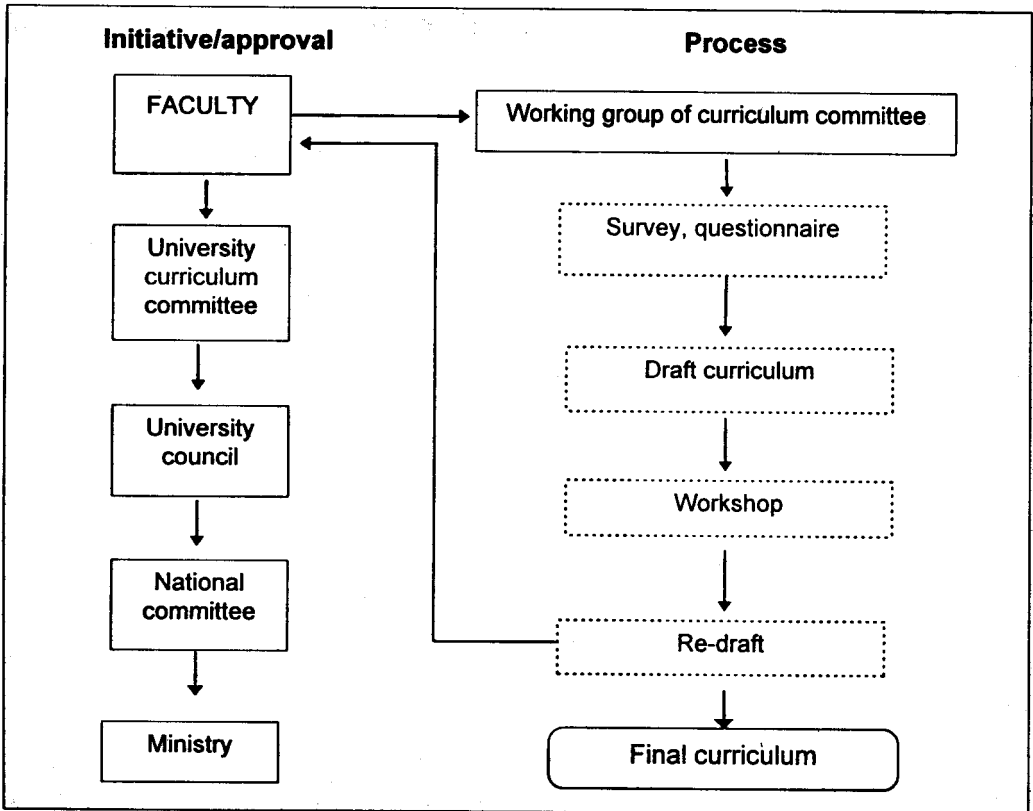 Initiative/approval
Process
FACULTY
Working group of curriculum committee
University
curriculum
committee
Survey, questionnaire
Draft curriculum
University
council
Workshop
National
committee
Re-draft
Ministry
Final curriculum